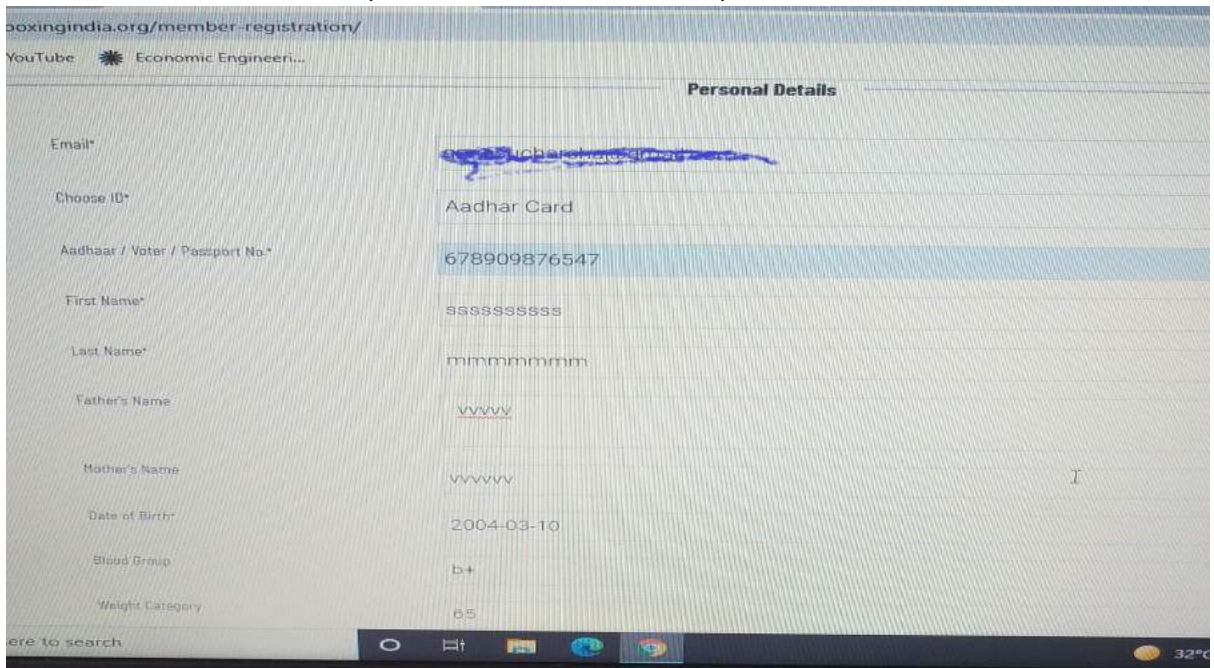 boxingindia.org/member-registration/
YouTube Economic Engineeri...
Personal Details
Email*
Choose ID* Aadhar Card
Aadhaar / Voter / Passport No.* 678909876547
First Name* ssssssssss
Last Name* mmmmmmm
Father's Name vvvvv
Mother's Name vvvvvv
Date of Birth* 2004-03-10
Blood Group b+
Weight Category 65
ere to search 32°C